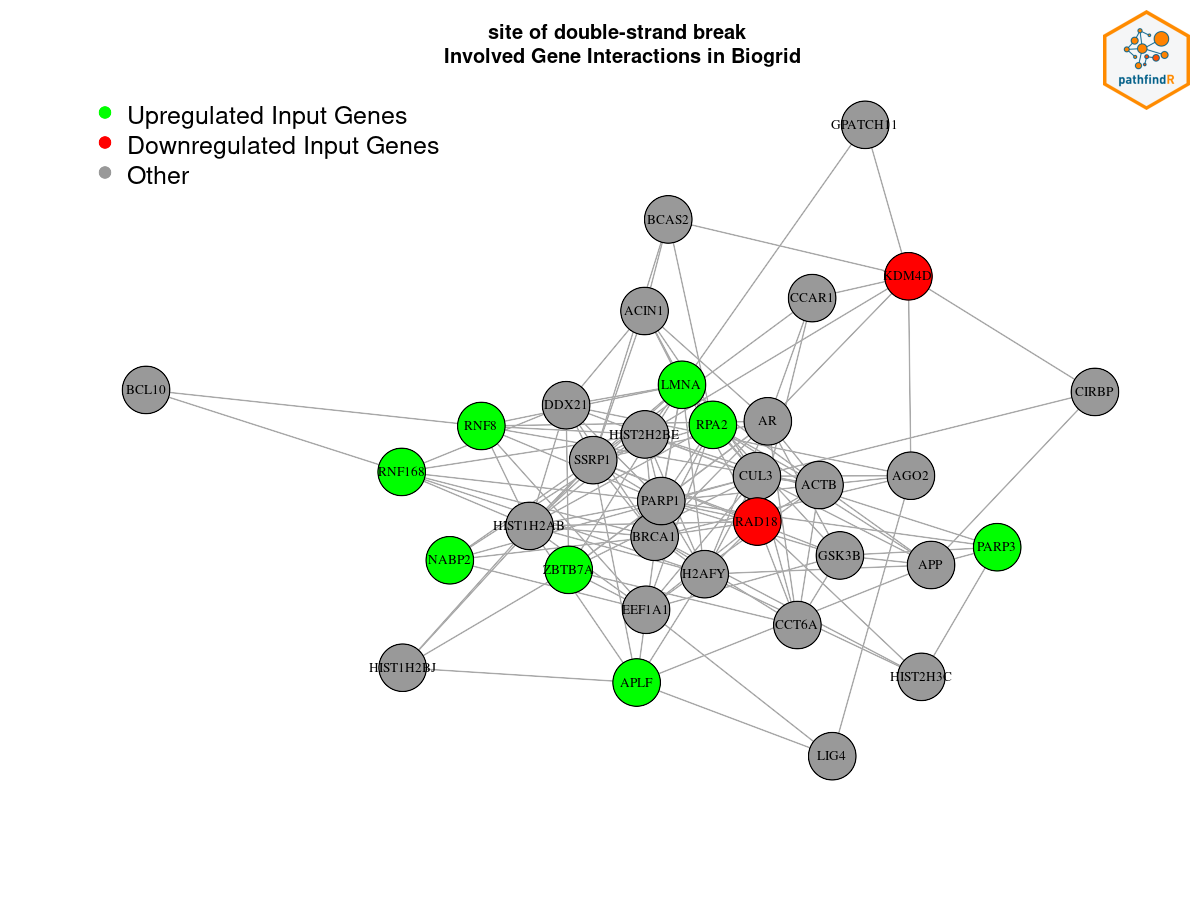 site of double-strand break
Involved Gene Interactions in Biogrid
pathfindR
Upregulated Input Genes
Downregulated Input Genes
Other
GPATCH11
BCAS2
KDM4D
CCAR1
ACIN1
BCL10
LMNA
CIRBP
DDX21
RNF8
HIST2H2BE
RPA2
AR
RNF168
SSRP1
CUL3
ACTB
AGO2
PARP1
RAD18
HIST1H2AB
BRCA1
PARP3
NABP2
ZBTB7A
H2AFY
GSK3B
APP
EEF1A1
CCT6A
HIST1H2BJ
APLF
HIST2H3C
LIG4